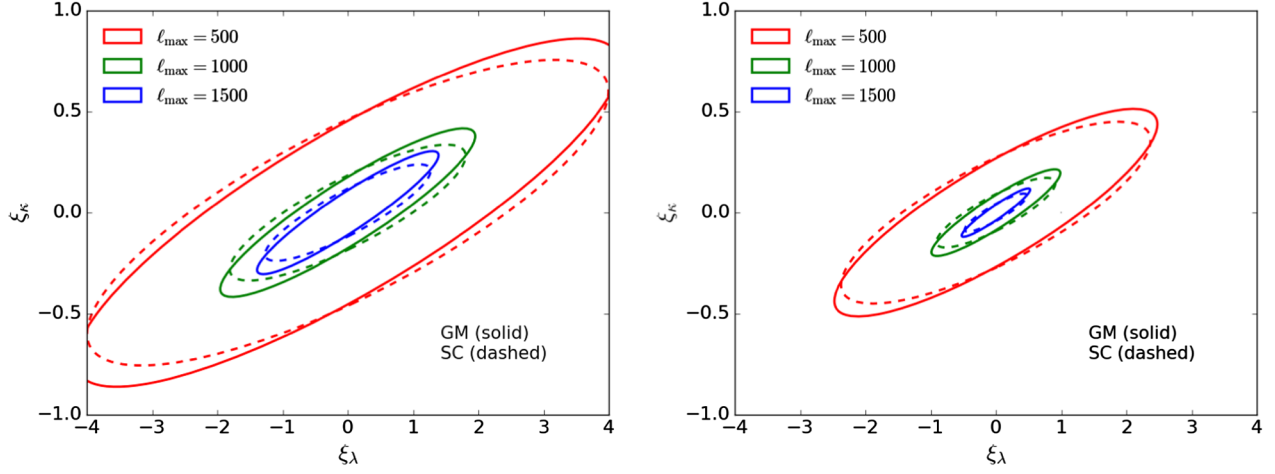 1.0
0.5
0.0
−0.5
−1.0
ξκ
ℓmax = 500
ℓmax = 1000
ℓmax = 1500
GM (solid)
SC (dashed)
−4 −3 −2 −1 0 1 2 3 4
ξλ
1.0
0.5
0.0
−0.5
−1.0
ξκ
ℓmax = 500
ℓmax = 1000
ℓmax = 1500
GM (solid)
SC (dashed)
−4 −3 −2 −1 0 1 2 3 4
ξλ